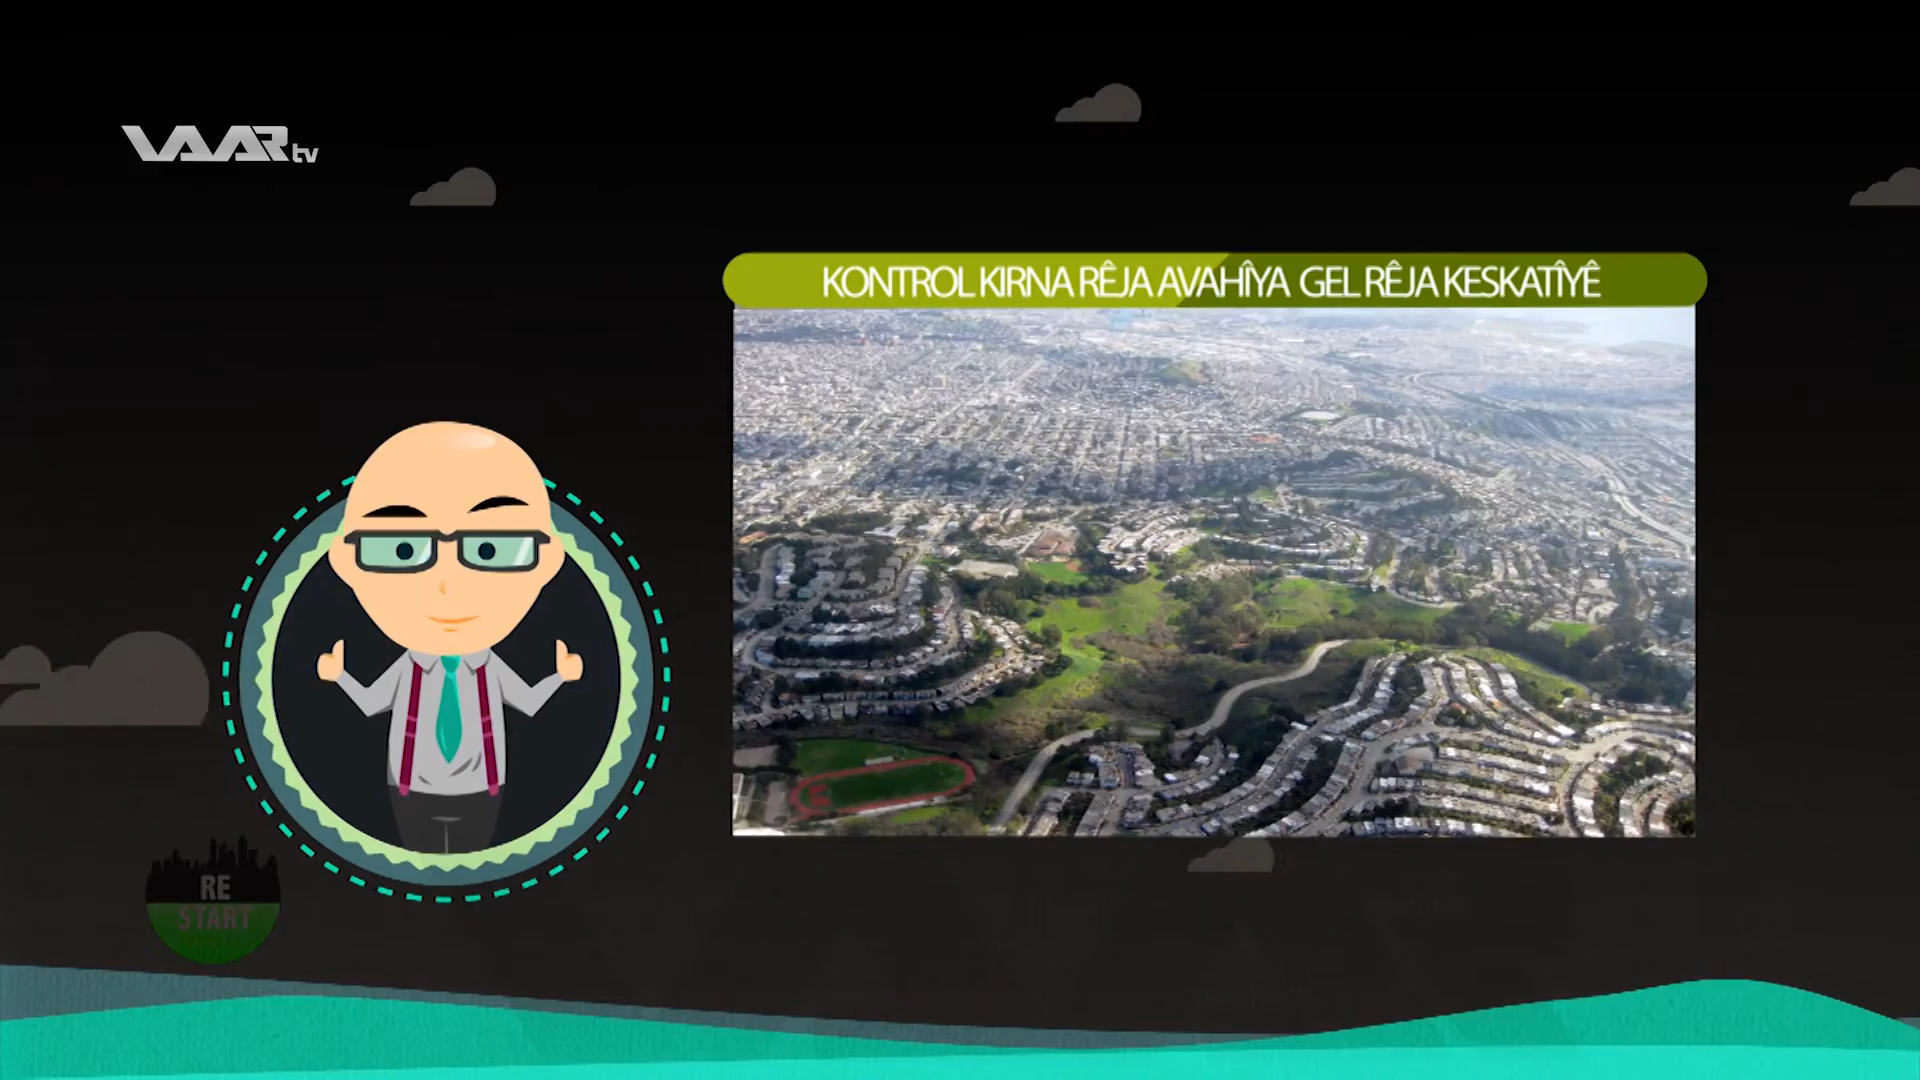 VAAR tv
KONTROL KIRNA RÊJA AVAHÎYA GEL RÊJA KESKATÎYÊ
RE
START